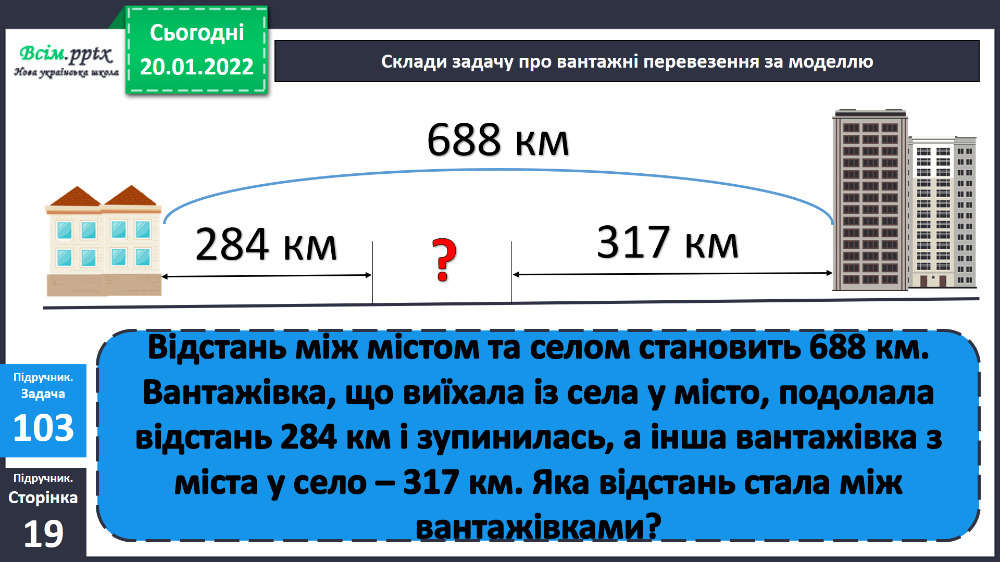 Всім.pptx
Нова українська школа
Сьогодні
20.01.2022
Склади задачу про вантажні перевезення за моделлю
688 км
284 км
?
317 км
Відстань між містом та селом становить 688 км.
Вантажівка, що виїхала із села у місто, подолала
відстань 284 км і зупинилась, а інша вантажівка з
міста у село – 317 км. Яка відстань стала між
вантажівками?
Підручник.
Задача
103
Підручник.
Сторінка
19